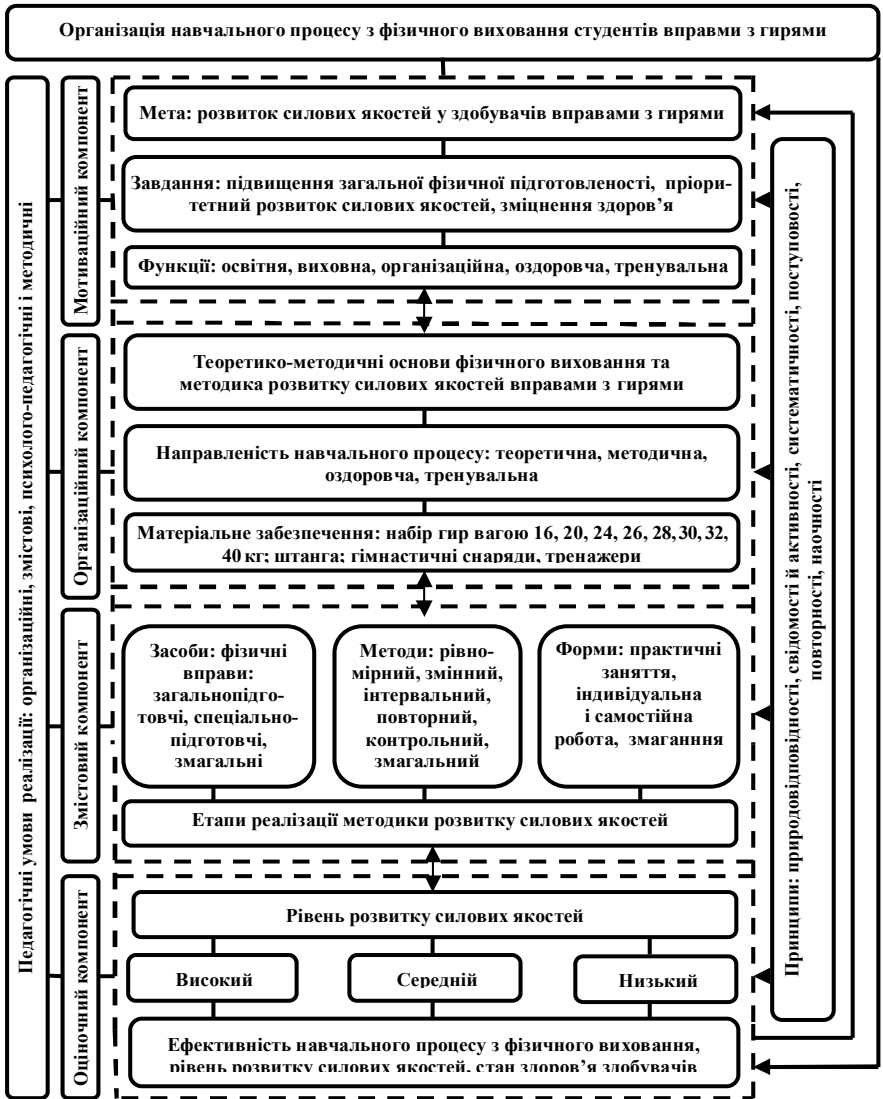 Організація навчального процесу з фізичного виховання студентів вправми з гирями
Педагогічні умови реалізації: організаційні, змістові, психолого-педагогічні і методичні
Мотиваційний компонент
Мета: розвиток силових якостей у здобувачів вправами з гирями
Завдання: підвищення загальної фізичної підготовленості, пріори-
тетний розвиток силових якостей, зміцнення здоров’я
Функції: освітня, виховна, організаційна, оздоровча, тренувальна
Організаційний компонент
Теоретико-методичні основи фізичного виховання та
методика розвитку силових якостей вправами з гирями
Направленість навчального процесу: теоретична, методична,
оздоровча, тренувальна
Матеріальне забезпечення: набір гир вагою 16, 20, 24, 26, 28, 30, 32,
40 кг; штанга; гімнастичні снаряди, тренажери
Змістовий компонент
Засоби: фізичні
вправи:
загальнопідго-
товчі, спеціально-
підготовчі,
змагальні
Методи: рівно-
мірний, змінний,
інтервальний,
повторний,
контрольний,
змагальний
Форми: практичні
заняття,
індивідуальна
і самостійна
робота, змаганння
Етапи реалізації методики розвитку силових якостей
Оціночний компонент
Рівень розвитку силових якостей
Високий
Середній
Низький
Ефективність навчального процесу з фізичного виховання,
рівень розвитку силових якостей, стан здоров’я здобувачів
Принципи: природовідповідності, свідомості й активності, систематичності, поступовості,
повторності, наочності